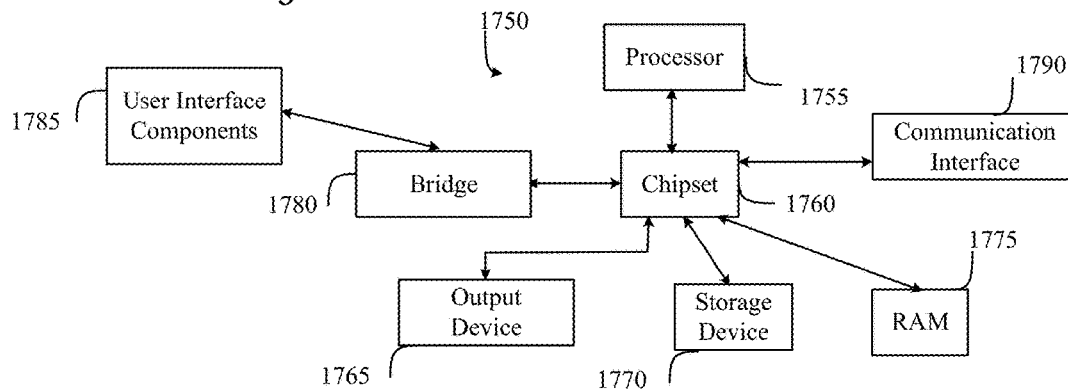 1750
Processor
1755
1790
1785
User Interface
Components
Communication
Interface
1780
Bridge
Chipset
1760
1775
Output
Device
Storage
Device
RAM
1765
1770